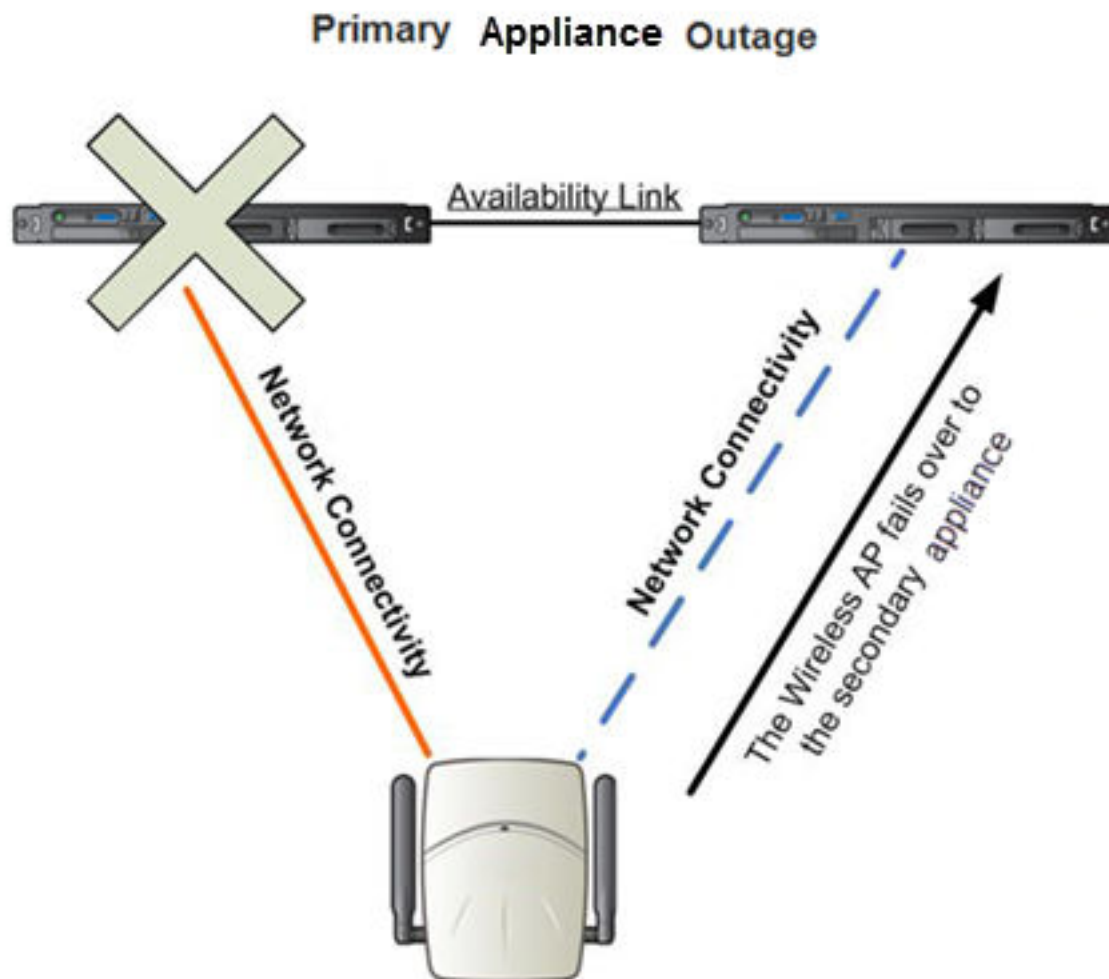 Primary Appliance Outage
Availability Link
Network Connectivity
Network Connectivity
The Wireless AP fails over to
the secondary appliance